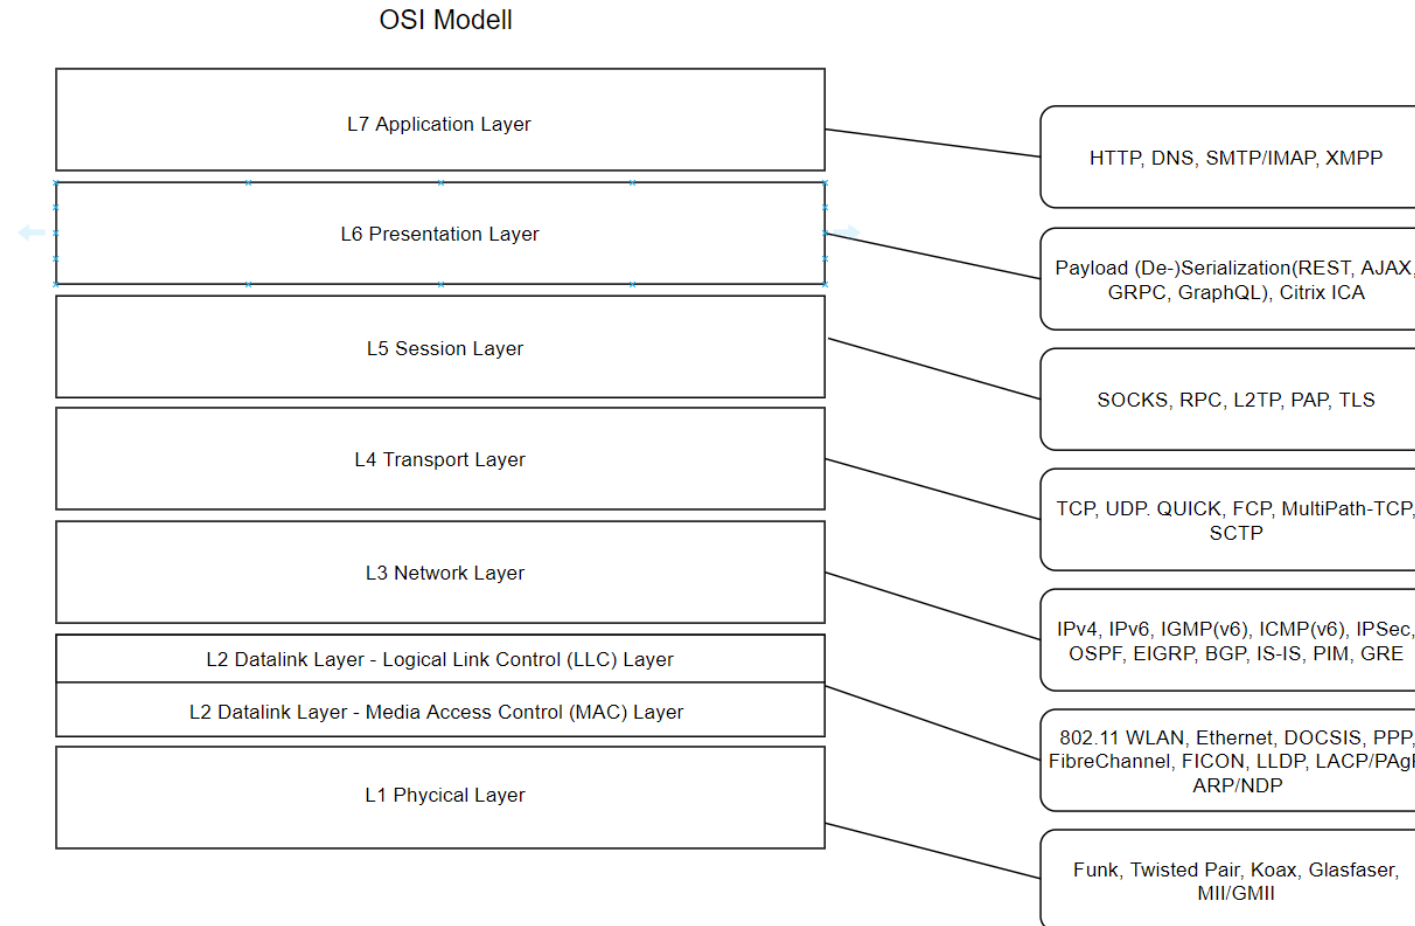 OSI Modell
L7 Application Layer
HTTP, DNS, SMTP/IMAP, XMPP
L6 Presentation Layer
Payload (De-)Serialization(REST, AJAX,
GRPC, GraphQL), Citrix ICA
L5 Session Layer
SOCKS, RPC, L2TP, PAP, TLS
L4 Transport Layer
TCP, UDP. QUICK, FCP, MultiPath-TCP,
SCTP
L3 Network Layer
IPv4, IPv6, IGMP(v6), ICMP(v6), IPSec,
OSPF, EIGRP, BGP, IS-IS, PIM, GRE
L2 Datalink Layer - Logical Link Control (LLC) Layer
L2 Datalink Layer - Media Access Control (MAC) Layer
802.11 WLAN, Ethernet, DOCSIS, PPP,
FibreChannel, FICON, LLDP, LACP/PAgP
ARP/NDP
L1 Phycical Layer
Funk, Twisted Pair, Koax, Glasfaser,
MII/GMII